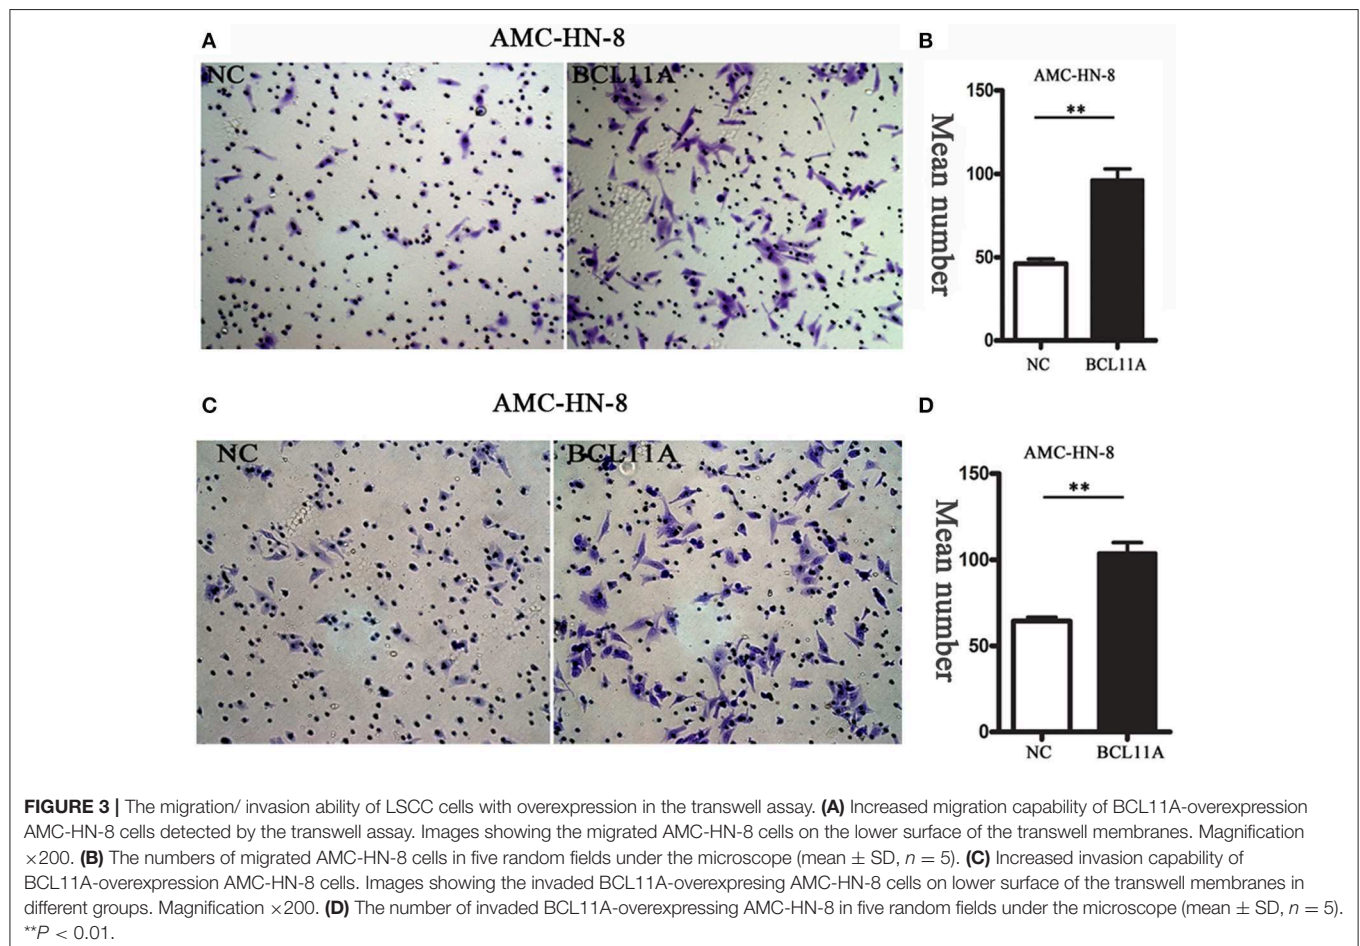 A
AMC-HN-8
NC
BCL11A
B
AMC-HN-8
Mean number
150
**
100
50
0
NC
BCL11A
C
AMC-HN-8
NC
BCL11A
D
AMC-HN-8
Mean number
150
**
100
50
0
NC
BCL11A
FIGURE 3 | The migration/ invasion ability of LSCC cells with overexpression in the transwell assay. (A) Increased migration capability of BCL11A-overexpression
AMC-HN-8 cells detected by the transwell assay. Images showing the migrated AMC-HN-8 cells on the lower surface of the transwell membranes. Magnification
×200. (B) The numbers of migrated AMC-HN-8 cells in five random fields under the microscope (mean ± SD, n = 5). (C) Increased invasion capability of
BCL11A-overexpression AMC-HN-8 cells. Images showing the invaded BCL11A-overexpresing AMC-HN-8 cells on lower surface of the transwell membranes in
different groups. Magnification ×200. (D) The number of invaded BCL11A-overexpressing AMC-HN-8 in five random fields under the microscope (mean ± SD, n = 5).
**P < 0.01.